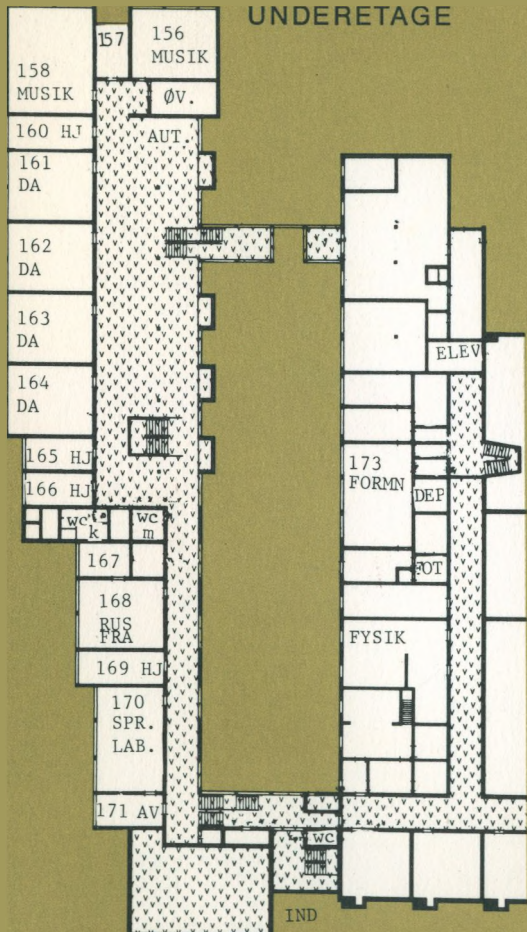 UNDERETAGE
157
156
MUSIK
158
MUSIK
ØV.
160 HJ
AUT.
161
DA
162
DA
163
DA
164
DA
165 HJ
166 HJ
WC
k
WC
m
167
168
RUS
FRA
169 HJ
170
SPR.
LAB.
171 AV
ELEV
173
FORMN
DEP
FOT
FYSIK
WC
IND